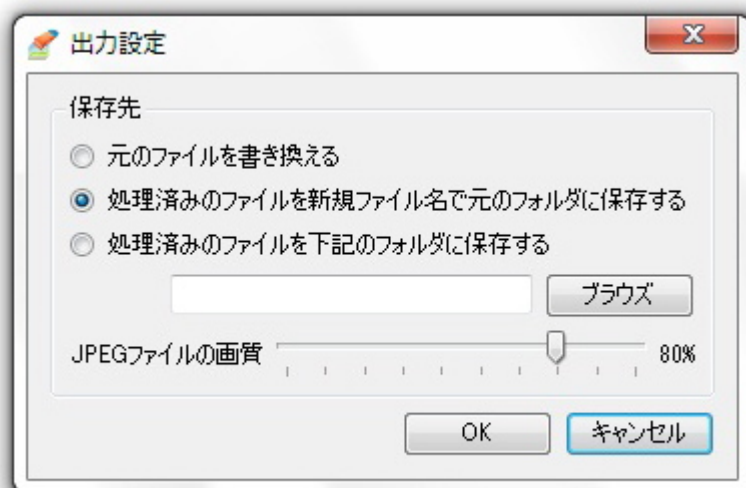 出力設定
保存先
元のファイルを書き換える
処理済みのファイルを新規ファイル名で元のフォルダに保存する
処理済みのファイルを下記のフォルダに保存する
ブラウズ
JPEGファイルの画質 80%
OK キャンセル